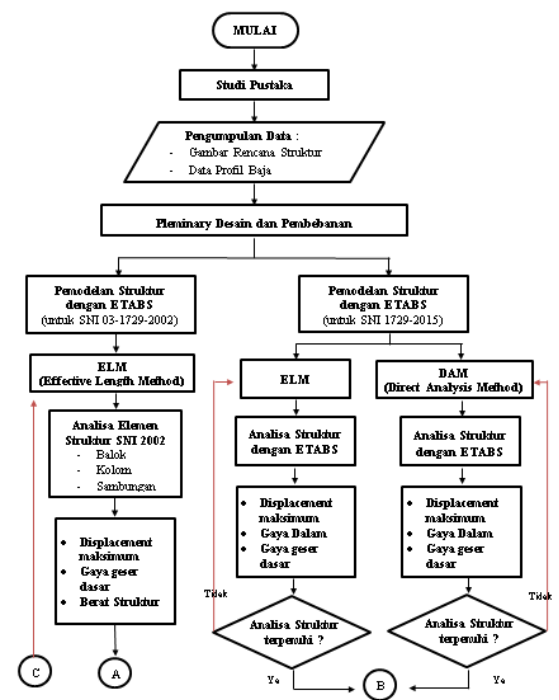 MULAI
Studi Pustaka
Pengumpulan Data :
- Gambar Rencana Struktur
- Data Profil Baja
Pleminary Desain dan Pembebanan
Pemodelan Struktur
dengan ETABS
(untuk SNI 03-1729-2002)
ELM
(Effective Length Method)
Analisa Elemen
Struktur SNI 2002
- Balok
- Kolom
- Sambungan
• Displacement
maksimum
• Gaya geser
dasar
• Berat Struktur
C
A
Pemodelan Struktur
dengan ETABS
(untuk SNI 1729-2015)
ELM
Analisa Struktur
dengan ETABS
• Displacement
maksimum
• Gaya Dalam
• Gaya geser
dasar
Tidak
Analisa Struktur
terpenuhi ?
Ya
DAM
(Direct Analysis Method)
Analisa Struktur
dengan ETABS
• Displacement
maksimum
• Gaya Dalam
• Gaya geser
dasar
Tidak
Analisa Struktur
terpenuhi ?
Ya
B